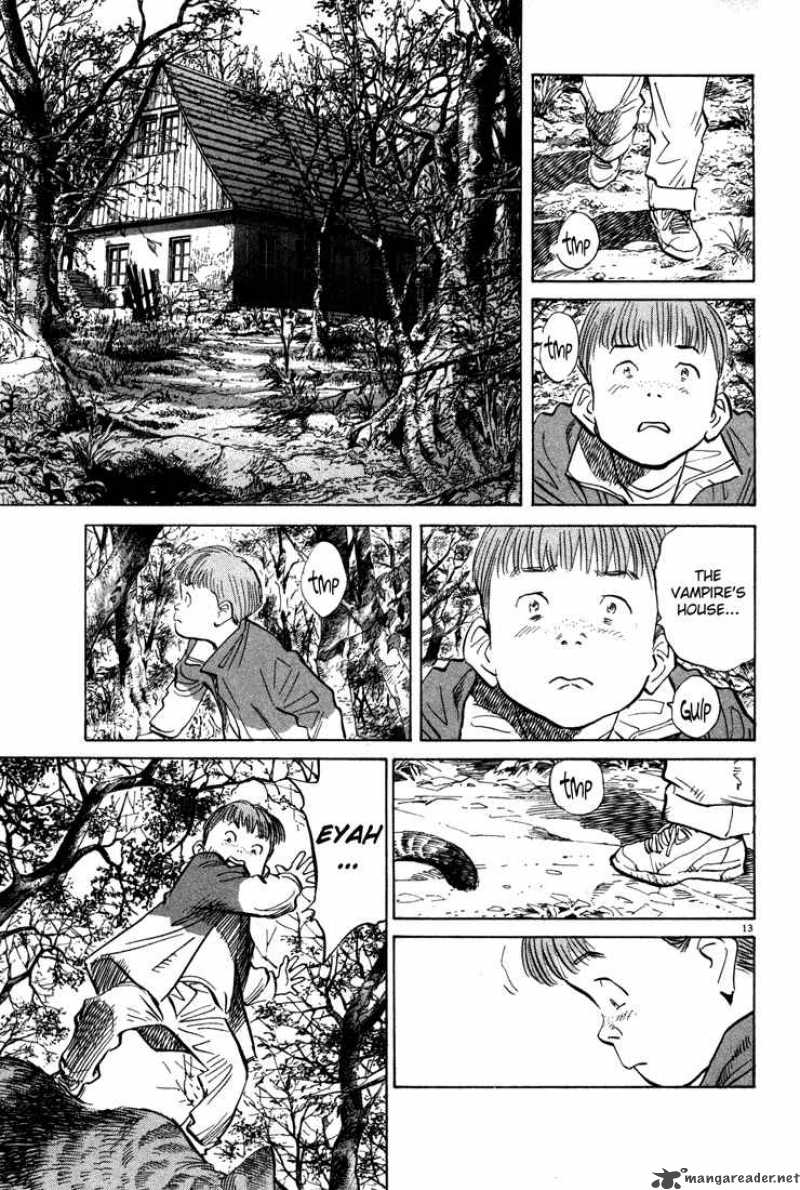 TMP
TMP
THE
VAMPIRE'S
HOUSE...
GULP
TMP
TMP
13
EYAH
...
mangareader.net